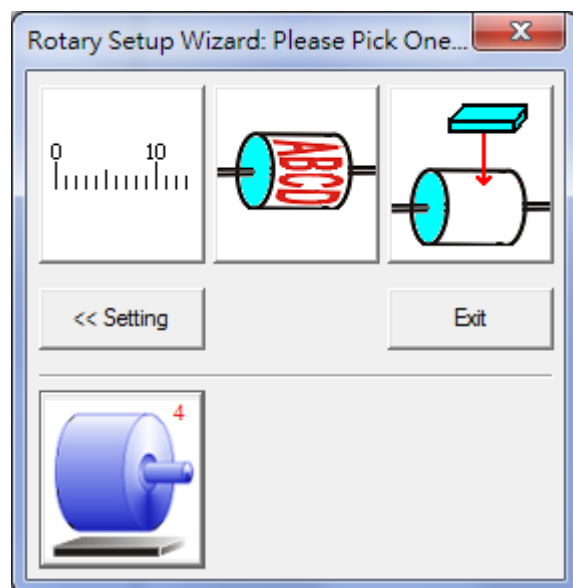 Rotary Setup Wizard: Please Pick One...
0 10
ABCD
<< Setting
Exit
4